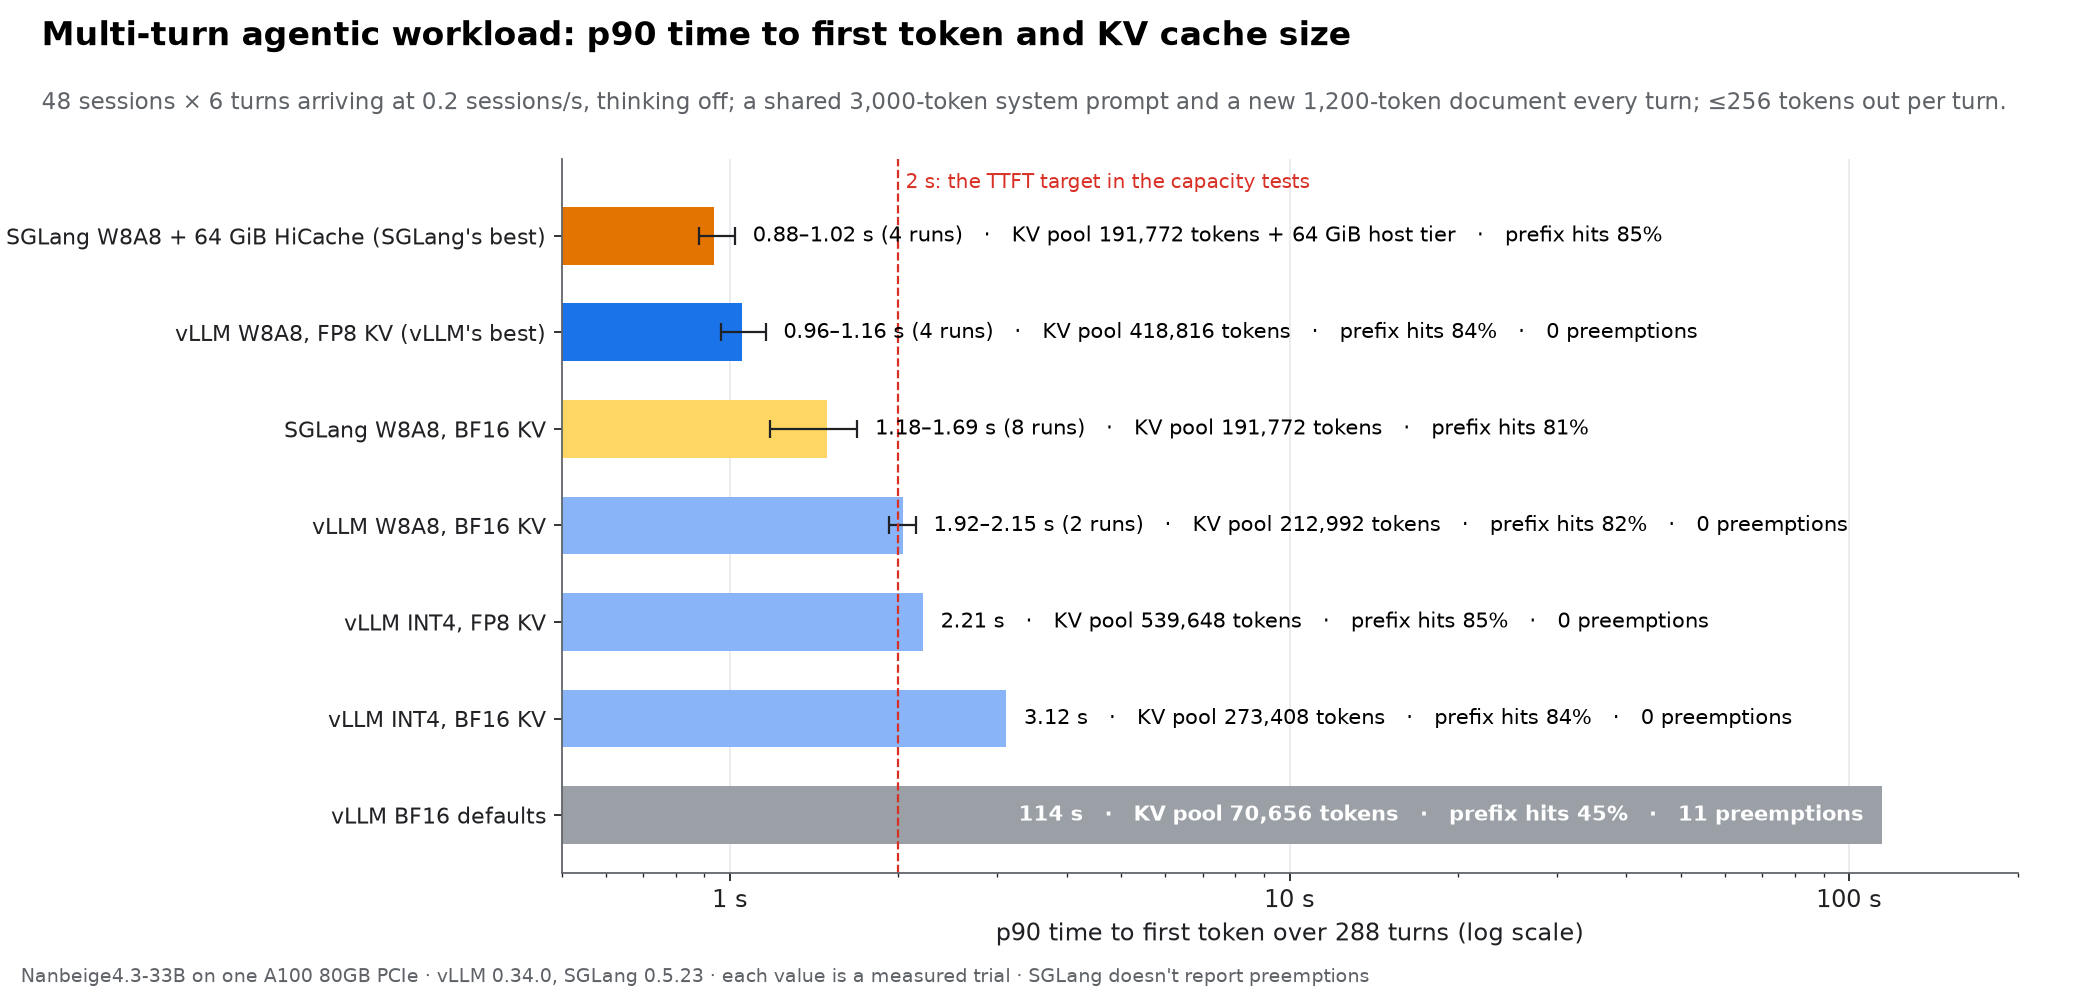 Multi-turn agentic workload: p90 time to first token and KV cache size
48 sessions × 6 turns arriving at 0.2 sessions/s, thinking off; a shared 3,000-token system prompt and a new 1,200-token document every turn; ≤256 tokens out per turn.
2 s: the TTFT target in the capacity tests
SGLang W8A8 + 64 GiB HiCache (SGLang's best) 0.88–1.02 s (4 runs) · KV pool 191,772 tokens + 64 GiB host tier · prefix hits 85%
vLLM W8A8, FP8 KV (vLLM's best) 0.96–1.16 s (4 runs) · KV pool 418,816 tokens · prefix hits 84% · 0 preemptions
SGLang W8A8, BF16 KV 1.18–1.69 s (8 runs) · KV pool 191,772 tokens · prefix hits 81%
vLLM W8A8, BF16 KV 1.92–2.15 s (2 runs) · KV pool 212,992 tokens · prefix hits 82% · 0 preemptions
vLLM INT4, FP8 KV 2.21 s · KV pool 539,648 tokens · prefix hits 85% · 0 preemptions
vLLM INT4, BF16 KV 3.12 s · KV pool 273,408 tokens · prefix hits 84% · 0 preemptions
vLLM BF16 defaults 114 s · KV pool 70,656 tokens · prefix hits 45% · 11 preemptions
1 s 10 s 100 s
p90 time to first token over 288 turns (log scale)
Nanbeige4.3-33B on one A100 80GB PCIe · vLLM 0.34.0, SGLang 0.5.23 · each value is a measured trial · SGLang doesn't report preemptions